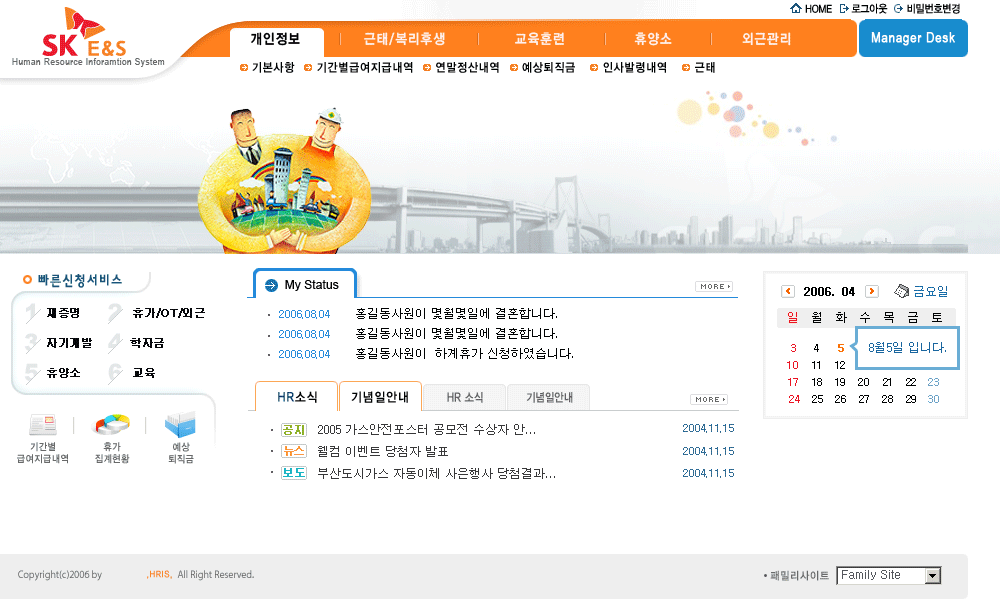 HOME 로그아웃 비밀번호변경
SK E&S
Human Resource Inforamtion System
개인정보 근태/복리후생 교육훈련 휴양소 외근관리 Manager Desk
기본사항 기간별급여지급내역 연말정산내역 예상퇴직금 인사발령내역 근태
빠른신청서비스
1 재증명 2 휴가/OT/외근
3 자기개발 4 학자금
5 휴양소 6 교육
기간별 급여지급내역
휴가 집계현황
예상 퇴직금
My Status MORE
· 2006,08,04 홍길동사원이 몇월몇일에 결혼합니다.
· 2006,08,04 홍길동사원이 몇월몇일에 결혼합니다.
· 2006,08,04 홍길동사원이 하계휴가 신청하였습니다.
HR소식 기념일안내 HR 소식 기념일안내 MORE
· 공지 2005 가스안전포스터 공모전 수상자 안... 2004,11,15
· 뉴스 웰컴 이벤트 당첨자 발표 2004,11,15
· 보도 부산도시가스 자동이체 사은행사 당첨결과... 2004,11,15
2006. 04 금요일
일 월 화 수 목 금 토
3 4 5
8월5일 입니다.
10 11 12
17 18 19 20 21 22 23
24 25 26 27 28 29 30
Copyright(c)2006 by ,HRIS, All Right Reserved.
• 패밀리사이트 Family Site